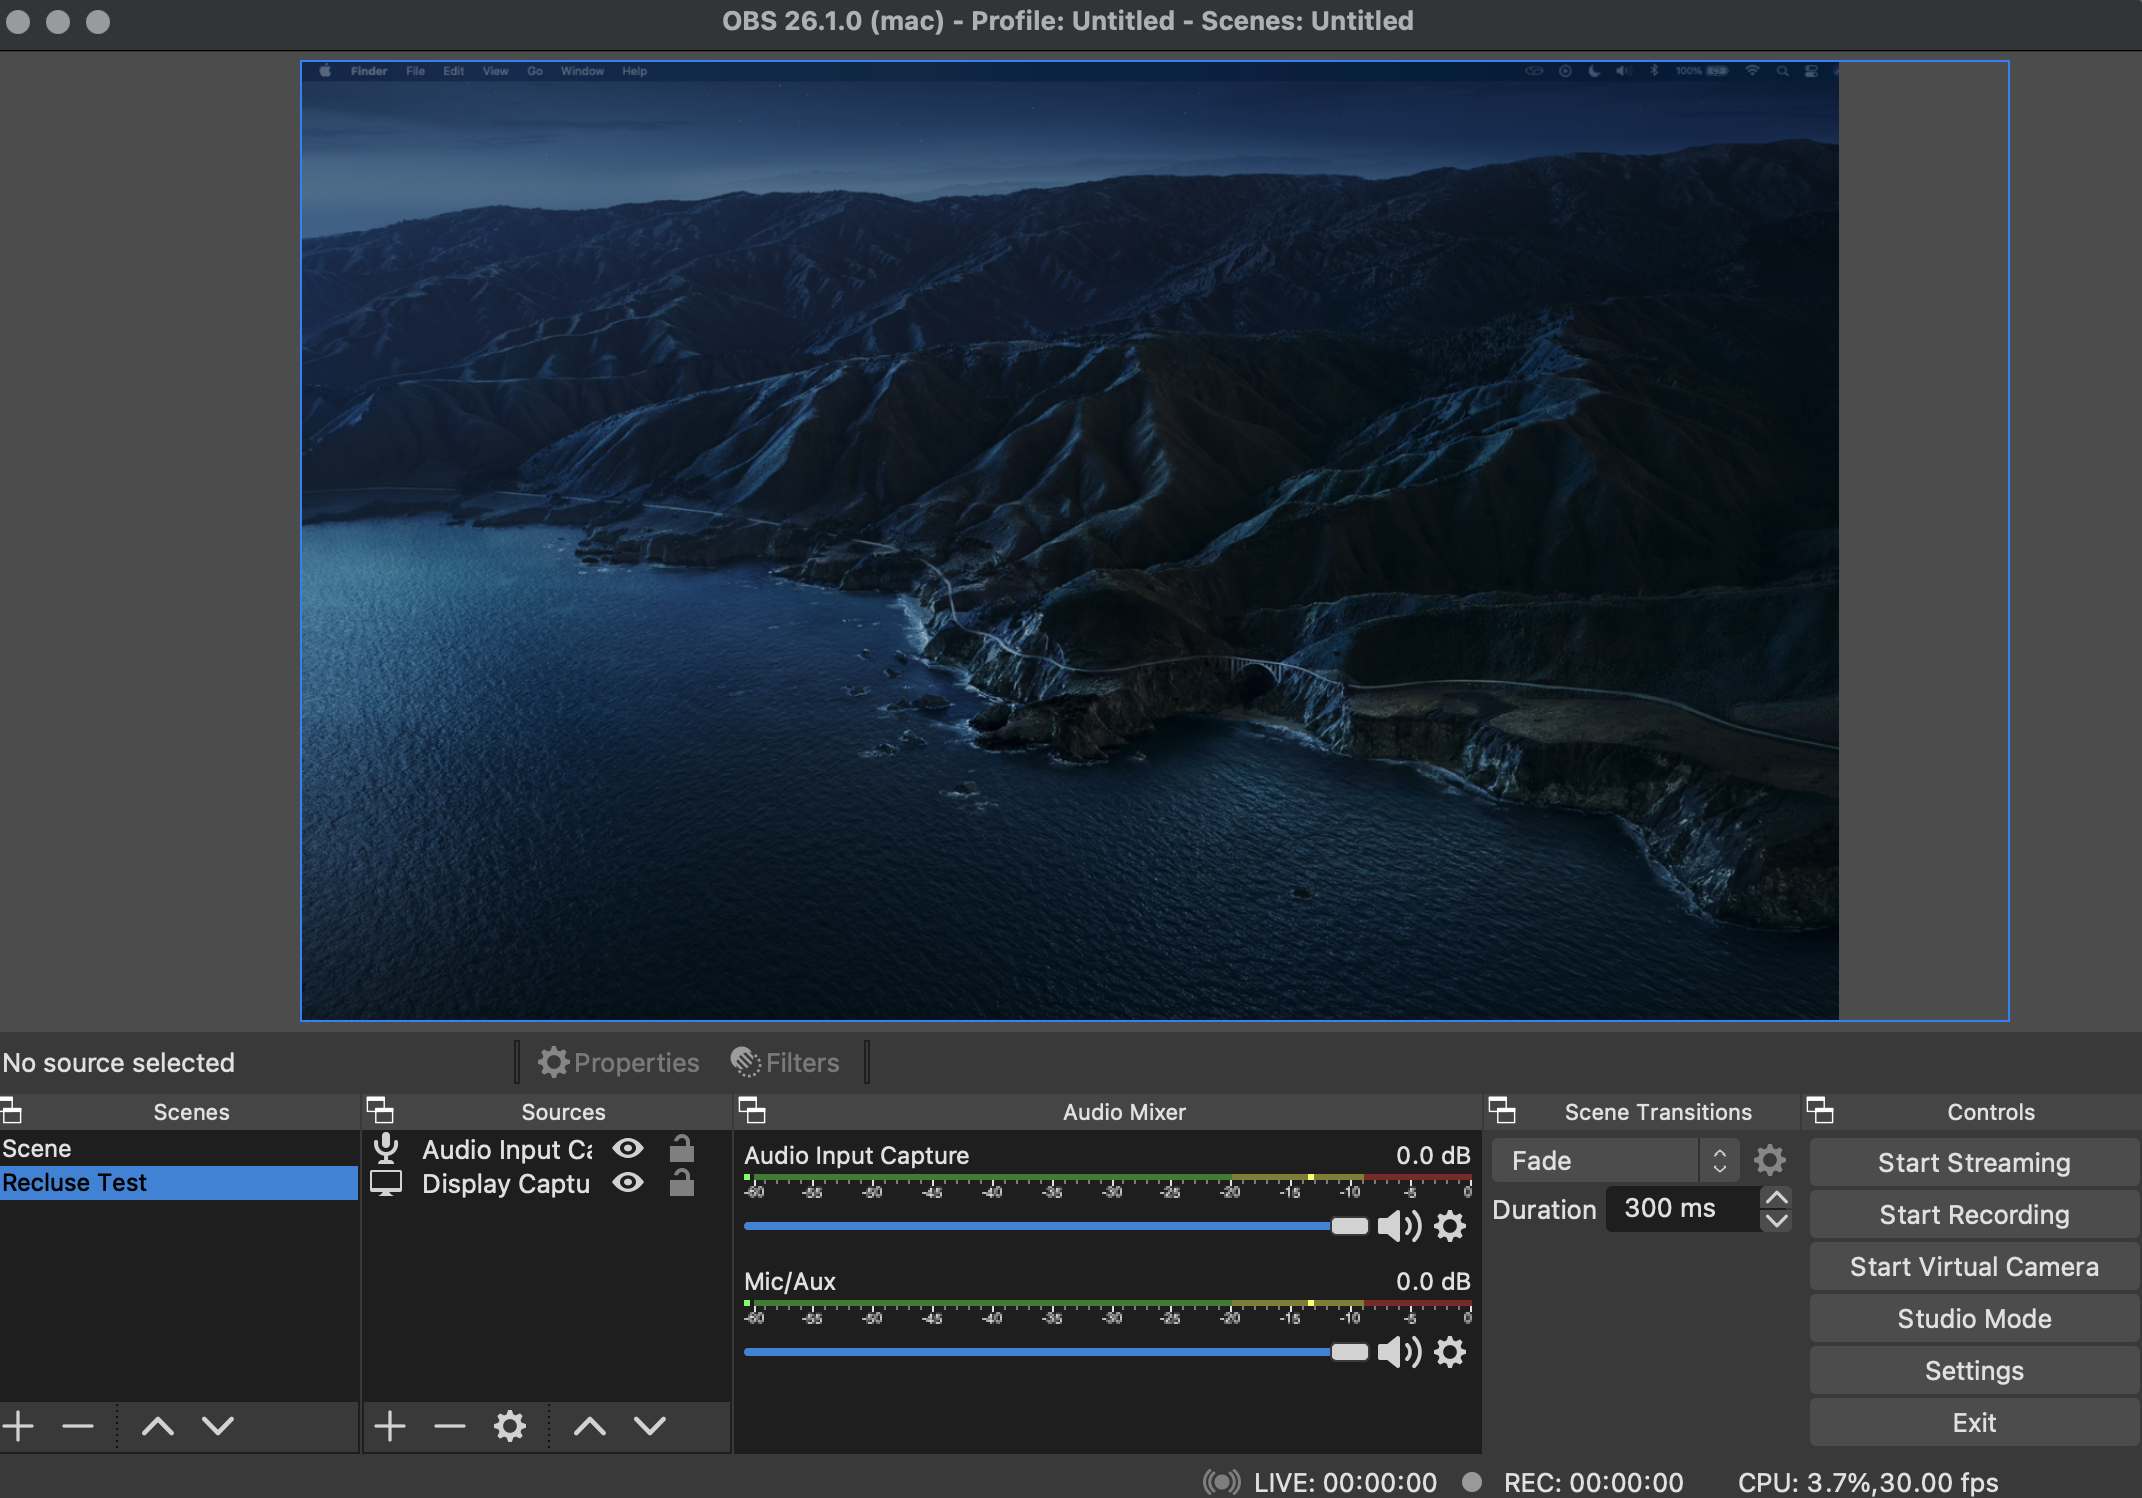 OBS 26.1.0 (mac) - Profile: Untitled - Scenes: Untitled
Finder File Edit View Go Window Help 100%
No source selected Properties Filters
Scenes
Scene
Recluse Test
Sources
Audio Input Ca
Display Captu
Audio Mixer
Audio Input Capture 0.0 dB
-60 -55 -50 -45 -40 -35 -30 -25 -20 -15 -10 -5 0
Mic/Aux 0.0 dB
-60 -55 -50 -45 -40 -35 -30 -25 -20 -15 -10 -5 0
Scene Transitions
Fade
Duration 300 ms
Controls
Start Streaming
Start Recording
Start Virtual Camera
Studio Mode
Settings
Exit
LIVE: 00:00:00 REC: 00:00:00 CPU: 3.7%,30.00 fps